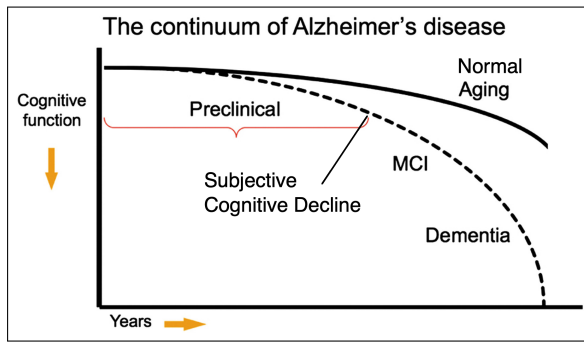 The continuum of Alzheimer's disease
Normal
Aging
Cognitive
function
Preclinical
Subjective
Cognitive Decline
MCI
Dementia
Years